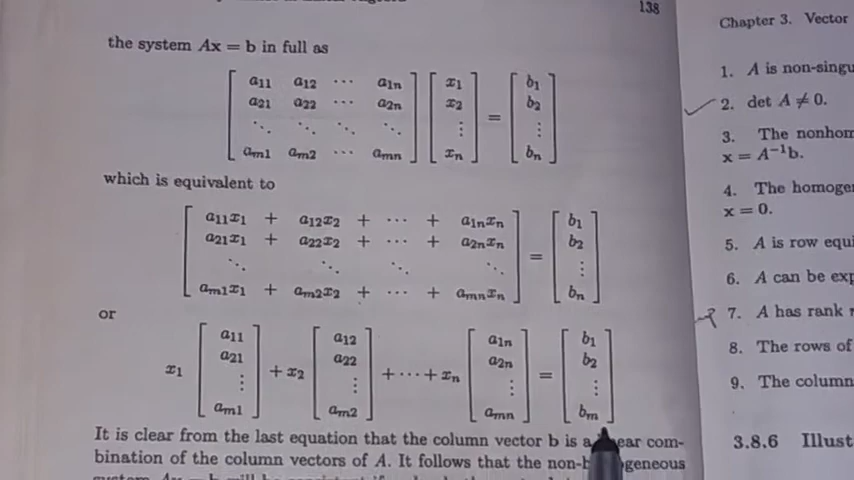 138
the system Ax = b in full as
[ a11 a12 ··· a1n ] [ x1 ] = [ b1 ]
[ a21 a22 ··· a2n ] [ x2 ] [ b2 ]
[ ⋱ ⋱ ⋱ ⋱ ] [ ⋮ ] [ ⋮ ]
[ am1 am2 ··· amn ] [ xn ] [ bn ]
which is equivalent to
[ a11x1 + a12x2 + ··· + a1nxn ] = [ b1 ]
[ a21x1 + a22x2 + ··· + a2nxn ] [ b2 ]
[ ⋱ ⋱ ⋱ ⋱ ] [ ⋮ ]
[ am1x1 + am2x2 + ··· + amnxn ] [ bn ]
or
x1 [ a11 ] + x2 [ a12 ] + ··· + xn [ a1n ] = [ b1 ]
[ a21 ] [ a22 ] [ a2n ] [ b2 ]
[ ⋮ ] [ ⋮ ] [ ⋮ ] [ ⋮ ]
[ am1 ] [ am2 ] [ amn ] [ bm ]
It is clear from the last equation that the column vector b is a com-
bination of the column vectors of A. It follows that the non-
Chapter 3. Vector
1. A is non-singu
2. det A ≠ 0.
3. The nonhom
x = A⁻¹b.
4. The homoge
x = 0.
5. A is row equi
6. A can be exp
7. A has rank
8. The rows of
9. The column
3.8.6 Illust